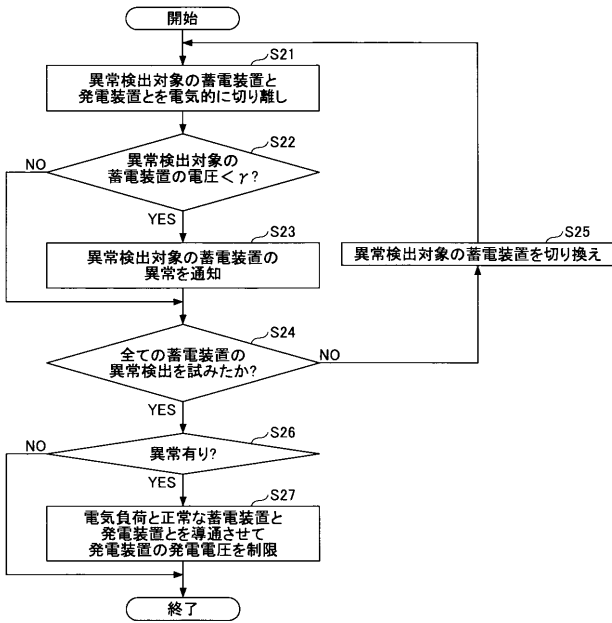 開始
S21
異常検出対象の蓄電装置と
発電装置とを電気的に切り離し
S22
NO
異常検出対象の
蓄電装置の電圧<γ?
YES
S23
異常検出対象の蓄電装置の
異常を通知
S25
異常検出対象の蓄電装置を切り換え
S24
全ての蓄電装置の
異常検出を試みたか?
NO
YES
S26
NO
異常有り?
YES
S27
電気負荷と正常な蓄電装置と
発電装置とを導通させて
発電装置の発電電圧を制限
終了